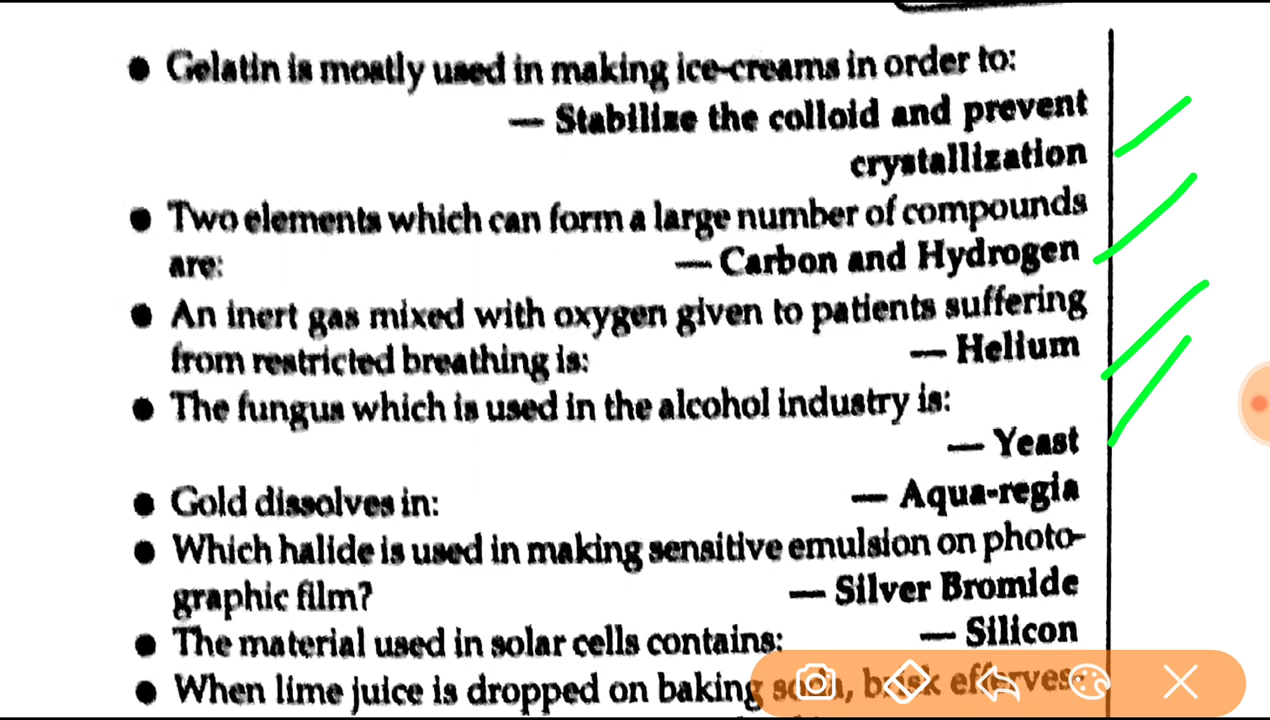 ● Gelatin is mostly used in making ice-creams in order to:
— Stabilize the colloid and prevent
crystallization
● Two elements which can form a large number of compounds
are: — Carbon and Hydrogen
● An inert gas mixed with oxygen given to patients suffering
from restricted breathing is: — Helium
● The fungus which is used in the alcohol industry is:
— Yeast
● Gold dissolves in: — Aqua-regia
● Which halide is used in making sensitive emulsion on photo-
graphic film? — Silver Bromide
● The material used in solar cells contains: — Silicon
● When lime juice is dropped on baking soda, brisk efferves-